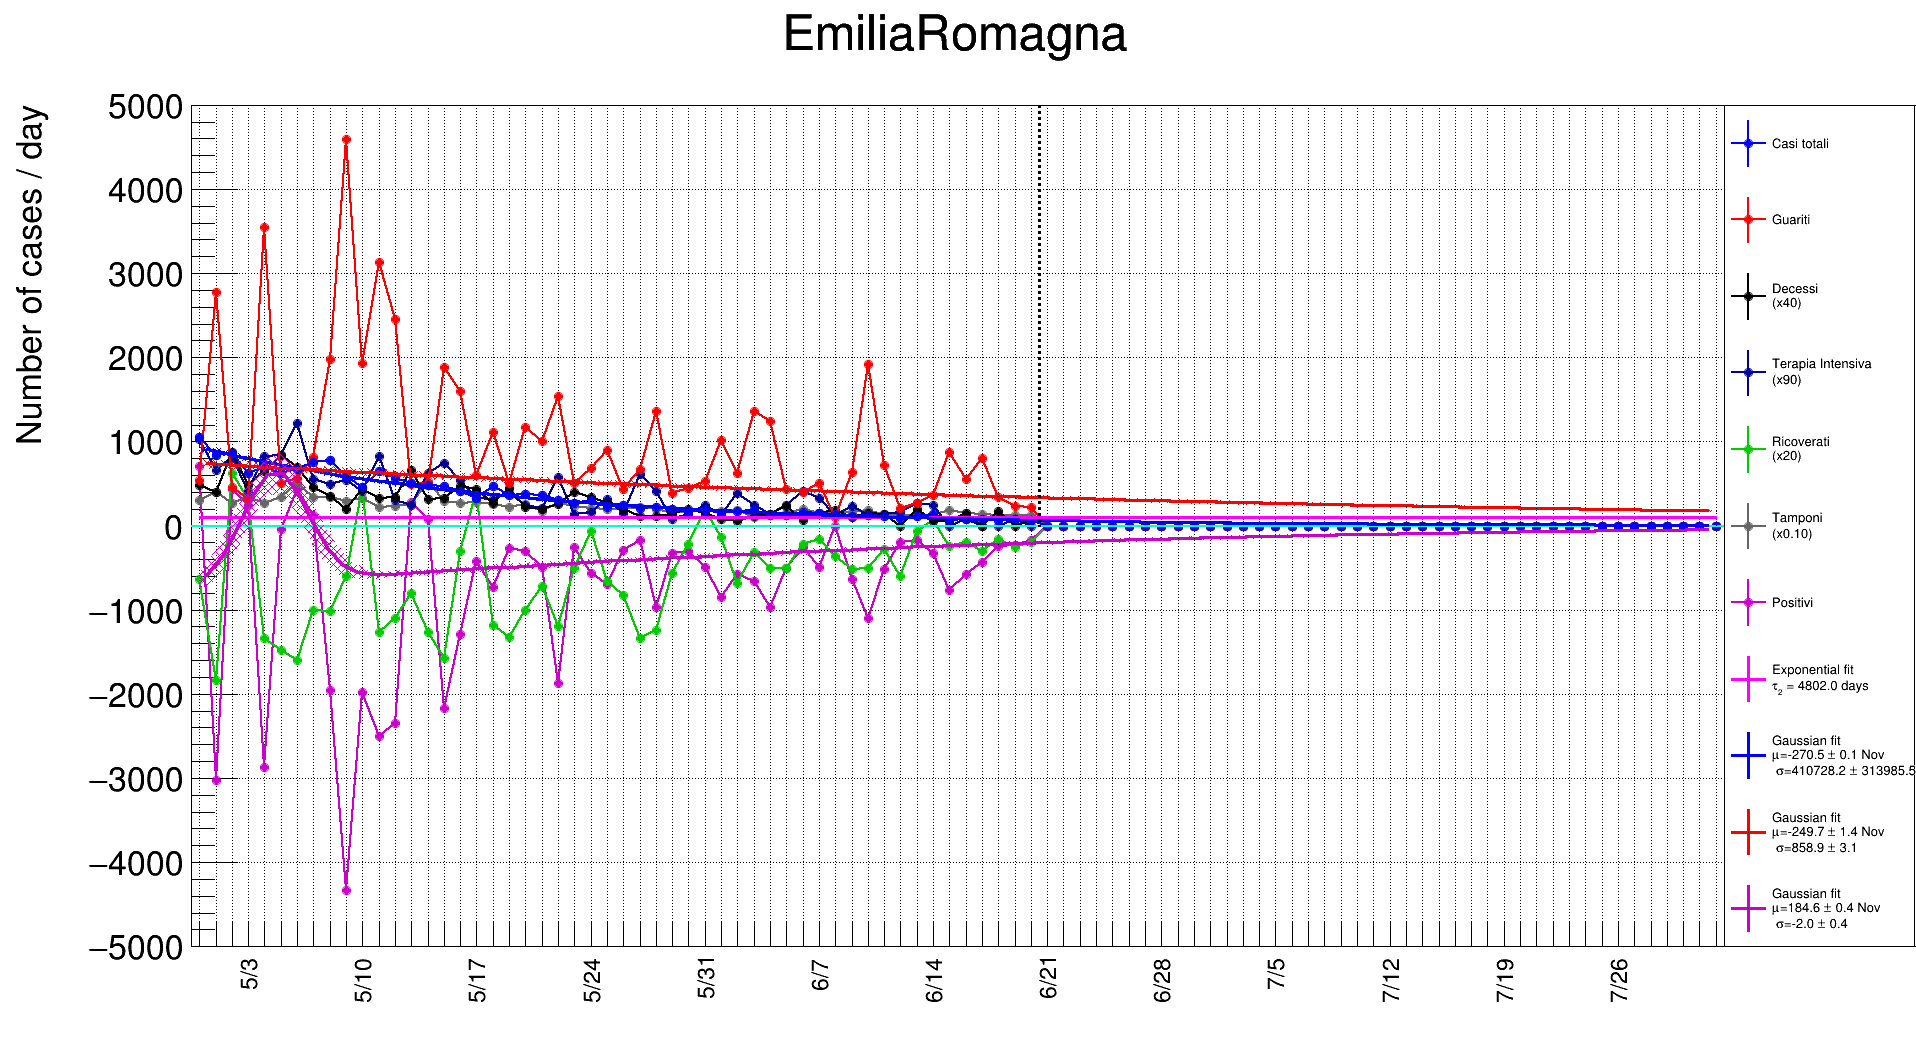 EmiliaRomagna
Number of cases / day
5000
4000
3000
2000
1000
0
−1000
−2000
−3000
−4000
−5000
5/3
5/10
5/17
5/24
5/31
6/7
6/14
6/21
6/28
7/5
7/12
7/19
7/26
Casi totali
Guariti
Decessi
(x40)
Terapia Intensiva
(x90)
Ricoverati
(x20)
Tamponi
(x0.10)
Positivi
Exponential fit
τ₂ = 4802.0 days
Gaussian fit
μ=-270.5 ± 0.1 Nov
σ=410728.2 ± 313985.5
Gaussian fit
μ=-249.7 ± 1.4 Nov
σ=858.9 ± 3.1
Gaussian fit
μ=184.6 ± 0.4 Nov
σ=-2.0 ± 0.4